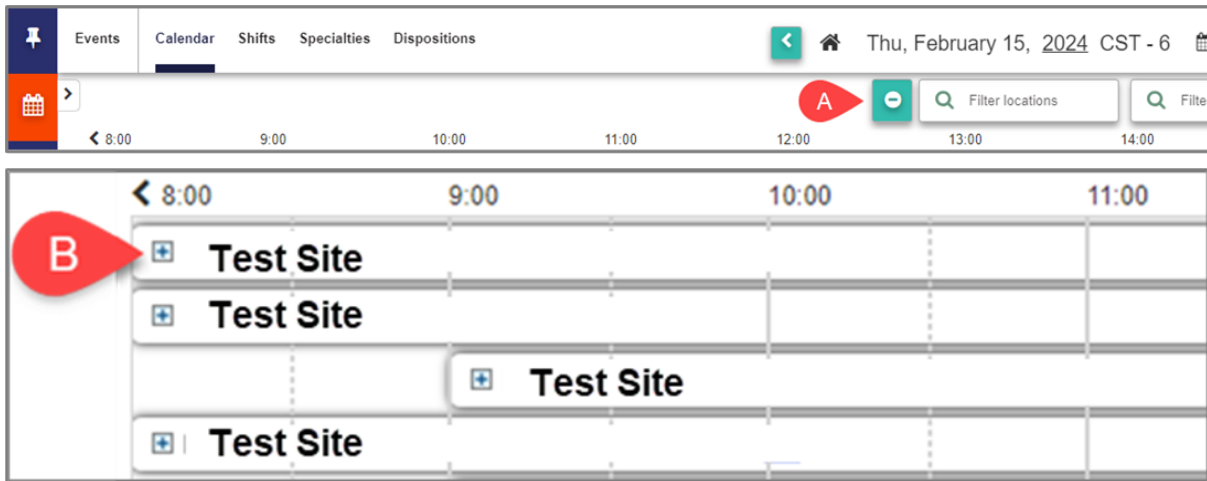 Events Calendar Shifts Specialties Dispositions Thu, February 15, 2024 CST - 6
A Filter locations Filte
8:00 9:00 10:00 11:00 12:00 13:00 14:00
8:00 9:00 10:00 11:00
B Test Site
Test Site
Test Site
Test Site